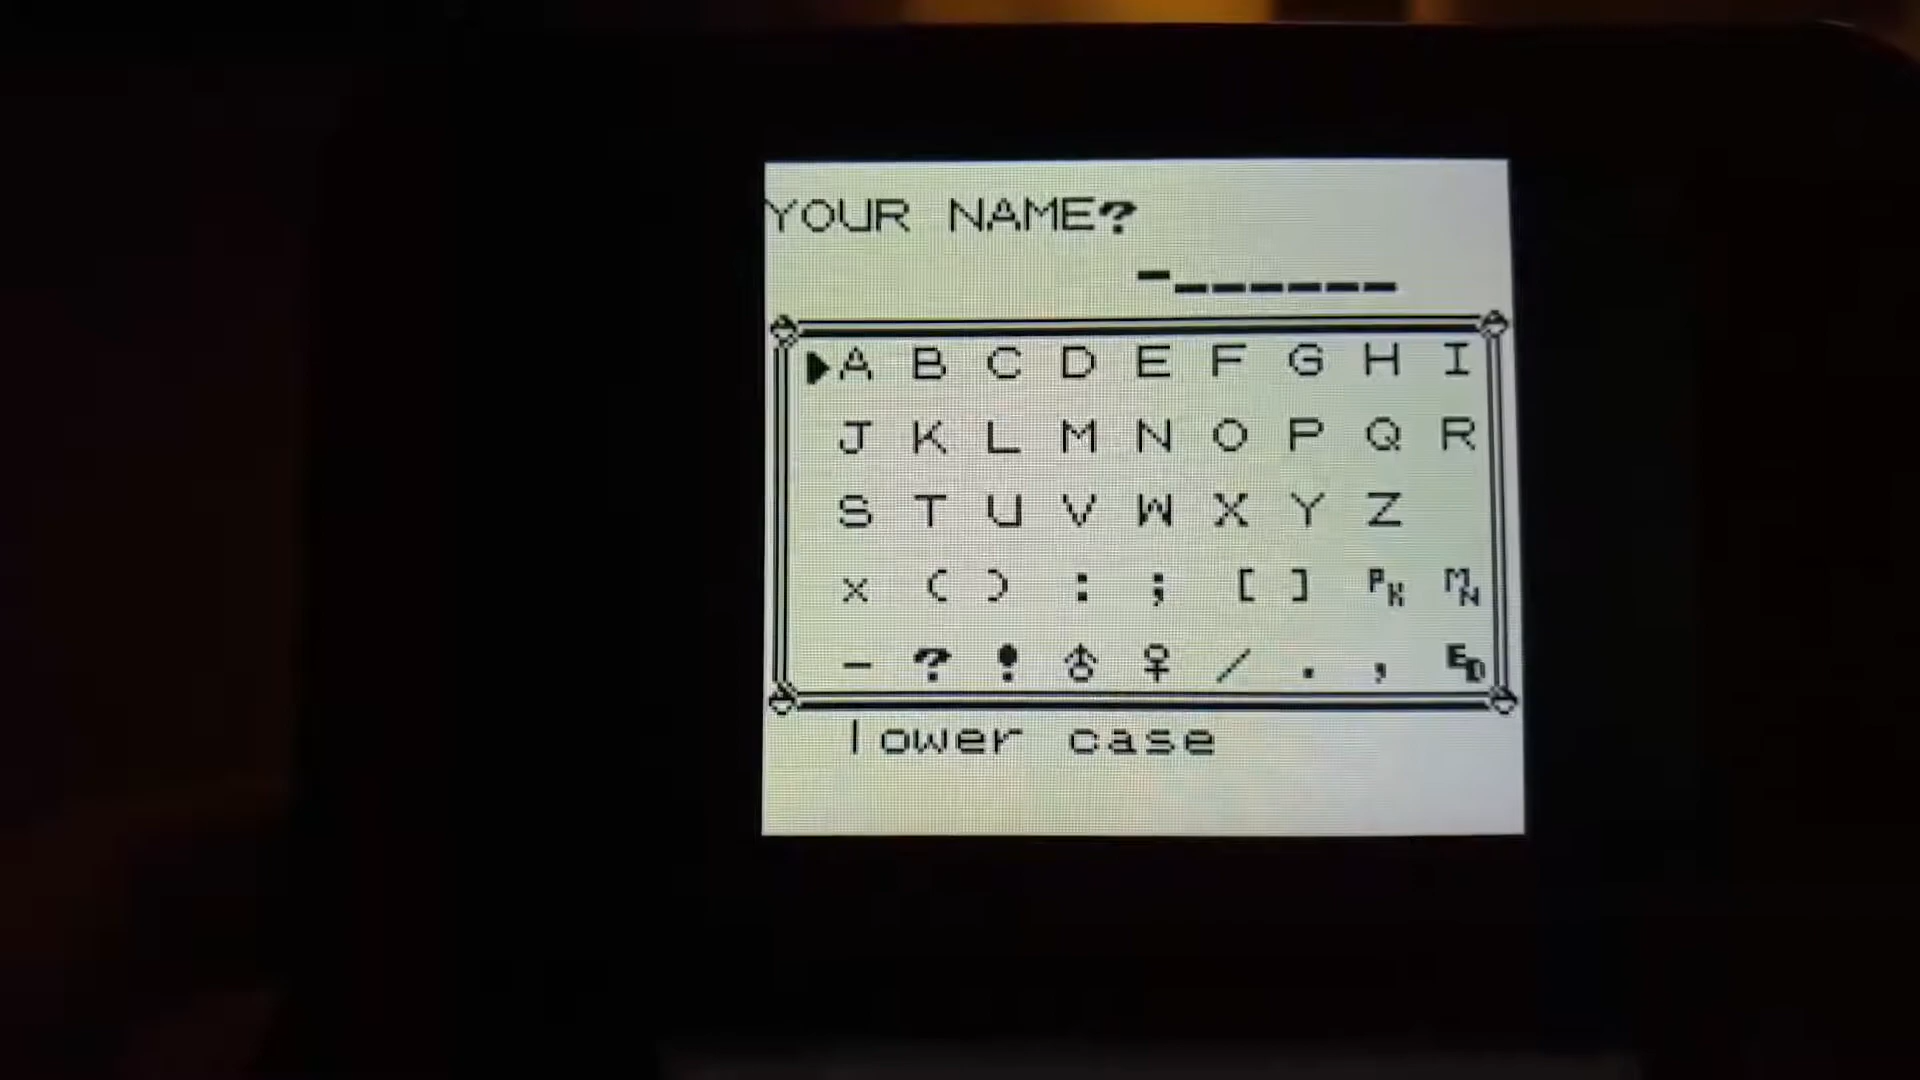 YOUR NAME?
A B C D E F G H I
J K L M N O P Q R
S T U V W X Y Z
× ( ) : ; [ ] PK MN
- ? ! ♂ ♀ / . , ED
lower case